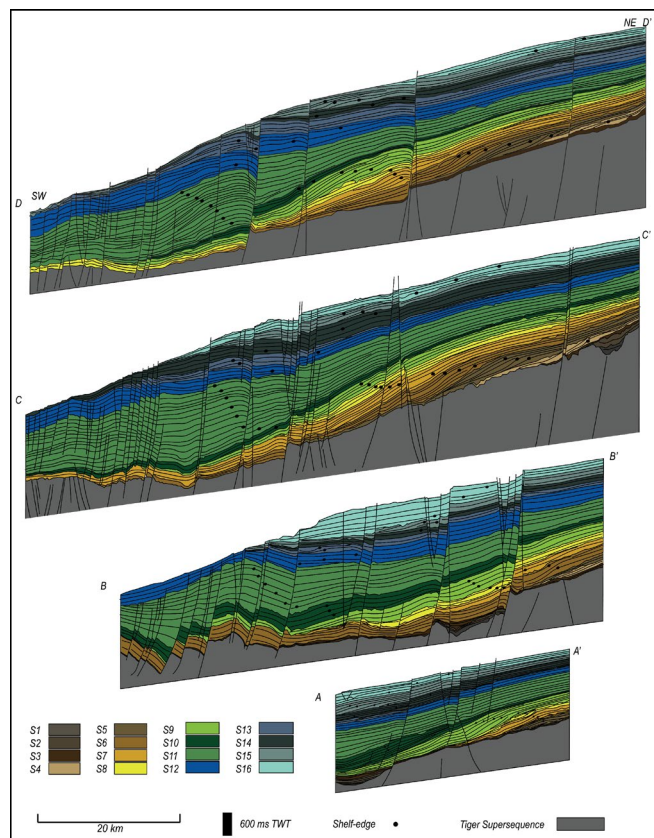 NE D'
D SW
C'
C
B'
B
A'
A
S1 S5 S9 S13
S2 S6 S10 S14
S3 S7 S11 S15
S4 S8 S12 S16
20 km 600 ms TWT Shelf-edge Tiger Supersequence